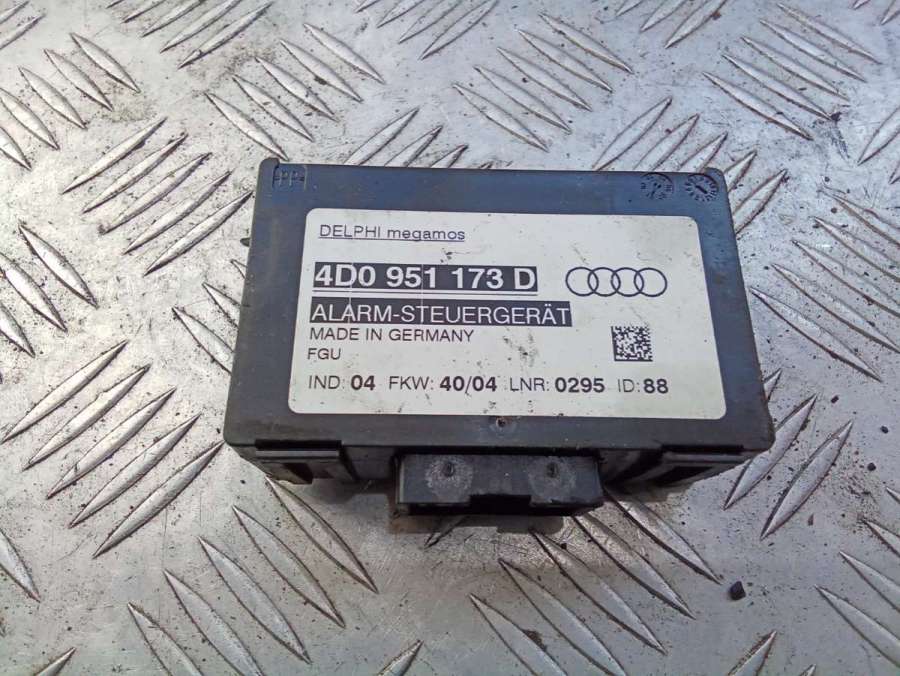 PP
DELPHI megamos
4D0 951 173 D
ALARM-STEUERGERÄT
MADE IN GERMANY
FGU
IND: 04 FKW: 40/04 LNR: 0295 ID: 88